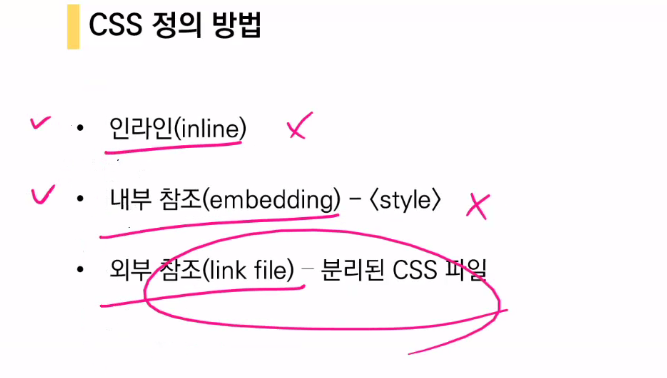 CSS 정의 방법
• 인라인(inline)
• 내부 참조(embedding) – <style>
• 외부 참조(link file) – 분리된 CSS 파일